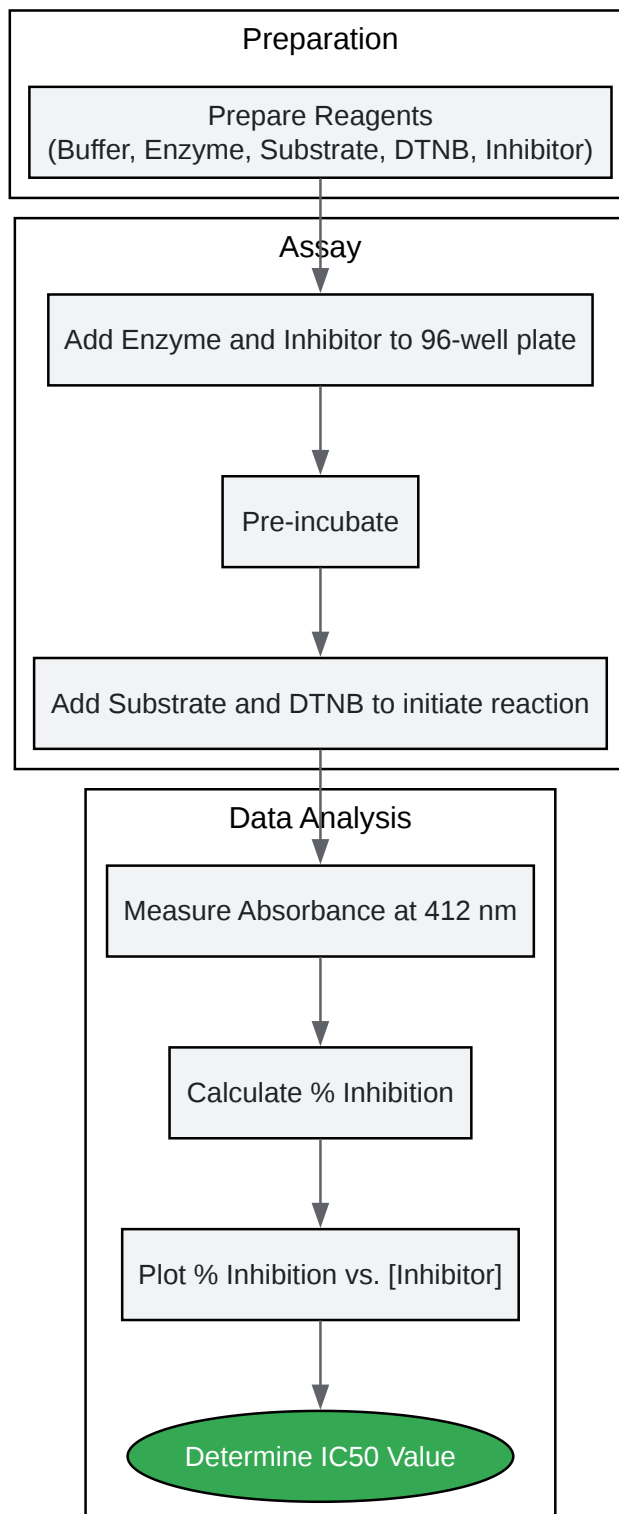 Preparation
Prepare Reagents
(Buffer, Enzyme, Substrate, DTNB, Inhibitor)
Assay
Add Enzyme and Inhibitor to 96-well plate
Pre-incubate
Add Substrate and DTNB to initiate reaction
Data Analysis
Measure Absorbance at 412 nm
Calculate % Inhibition
Plot % Inhibition vs. [Inhibitor]
Determine IC50 Value